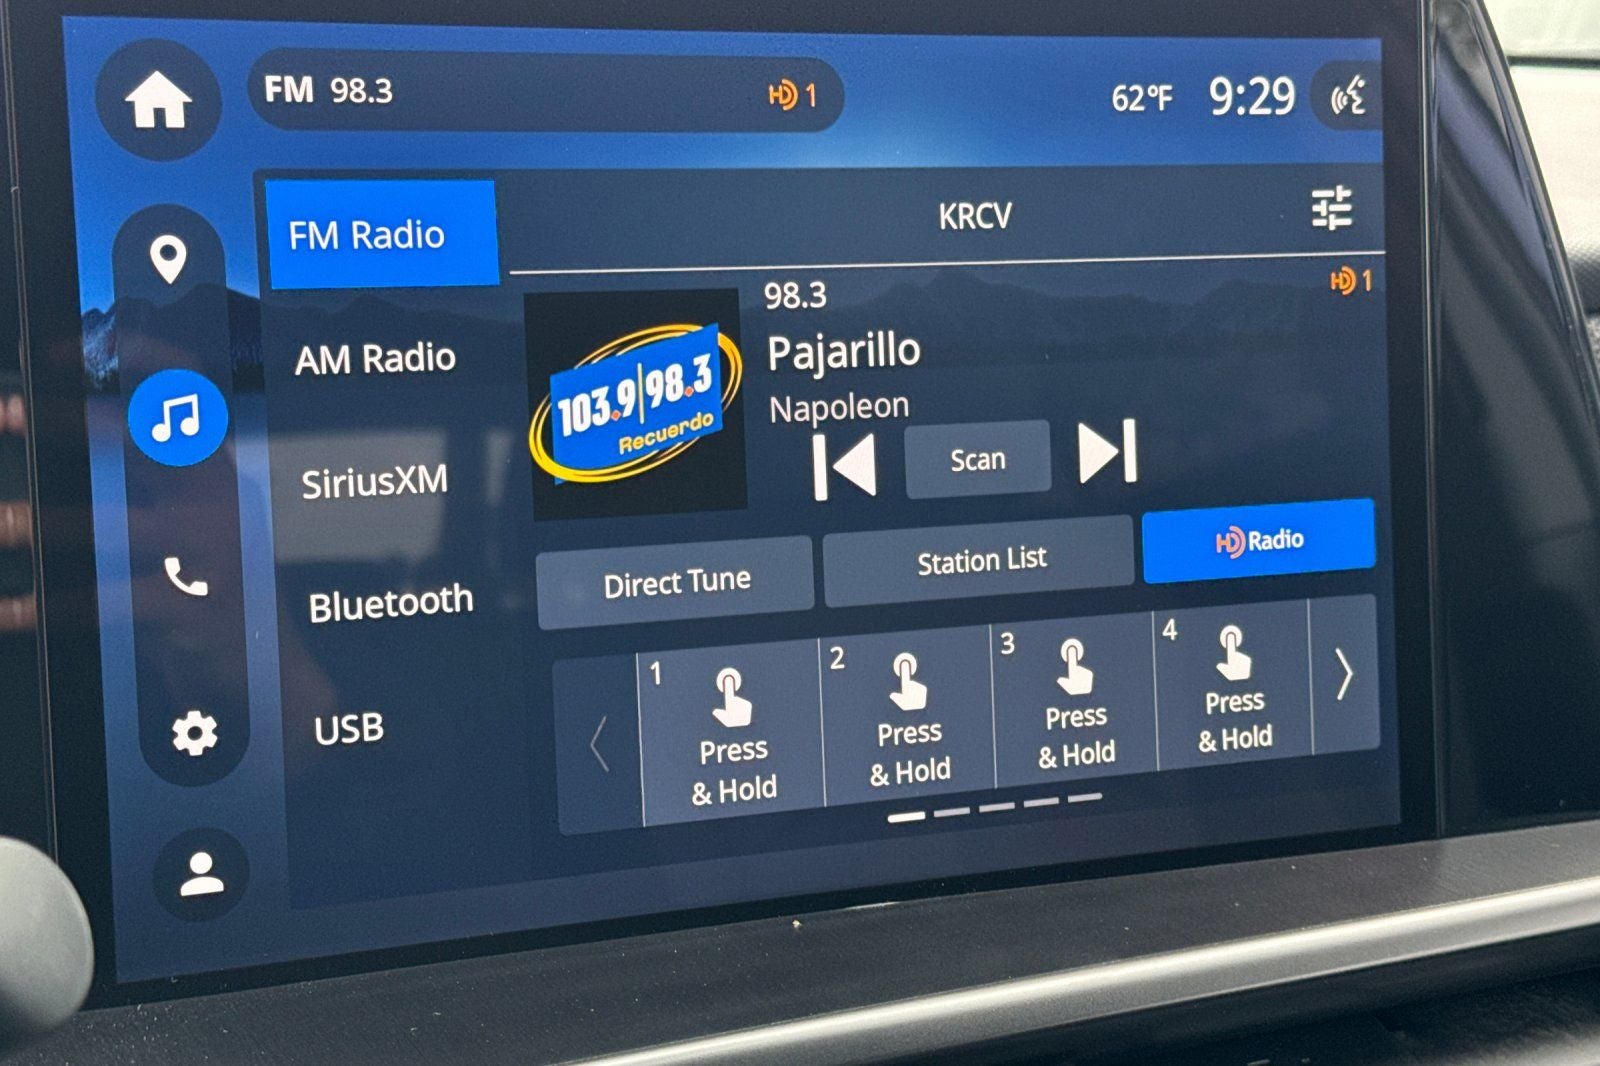 FM 98.3
HD 1
62°F 9:29
FM Radio
AM Radio
SiriusXM
Bluetooth
USB
KRCV
98.3
HD 1
Pajarillo
Napoleon
103.9|98.3
Recuerdo
Scan
Direct Tune
Station List
HD Radio
1
Press
& Hold
2
Press
& Hold
3
Press
& Hold
4
Press
& Hold